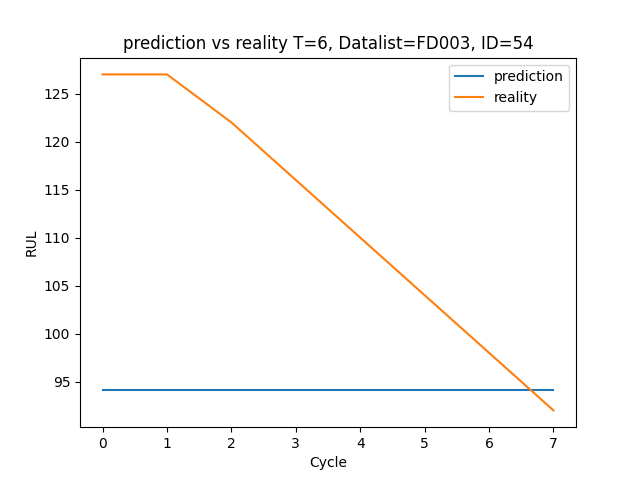 prediction vs reality T=6, Datalist=FD003, ID=54
prediction
reality
RUL
125
120
115
110
105
100
95
0 1 2 3 4 5 6 7
Cycle